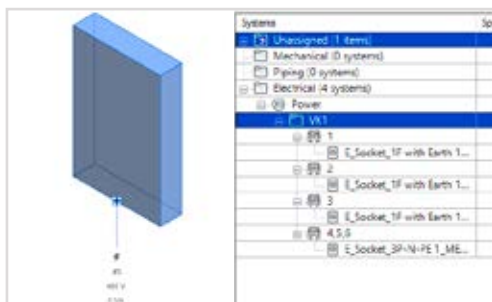 Systems
Sp
Unassigned (1 items)
Mechanical (0 systems)
Piping (0 systems)
Electrical (4 systems)
Power
VK1
1
E_Socket_1F with Earth 1...
2
E_Socket_1F with Earth 1...
3
E_Socket_1F with Earth 1...
4,5,6
E_Socket_3P-N-PE 1_ME...